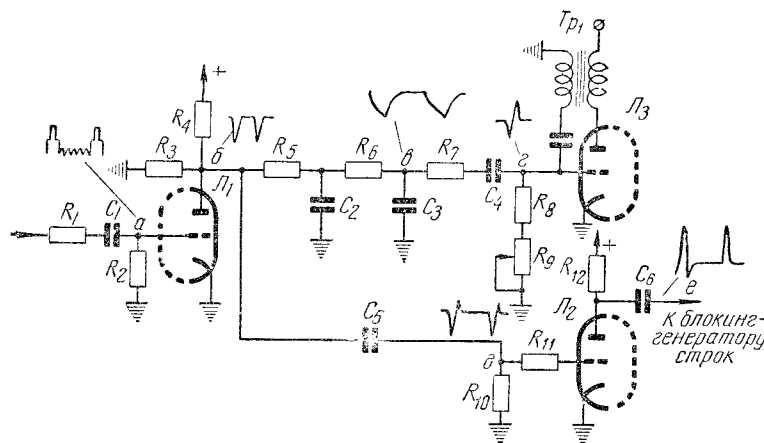 Тр₁
+
R₄
Л₃
R₃
б
R₅
R₆
в
R₇
г
C₄
R₁
C₁
а
Л₁
C₂
C₃
R₈
R₂
R₉
+
R₁₂
C₆
Л₂
е
C₅
д
R₁₁
R₁₀
К блокинг-
генератору
строк